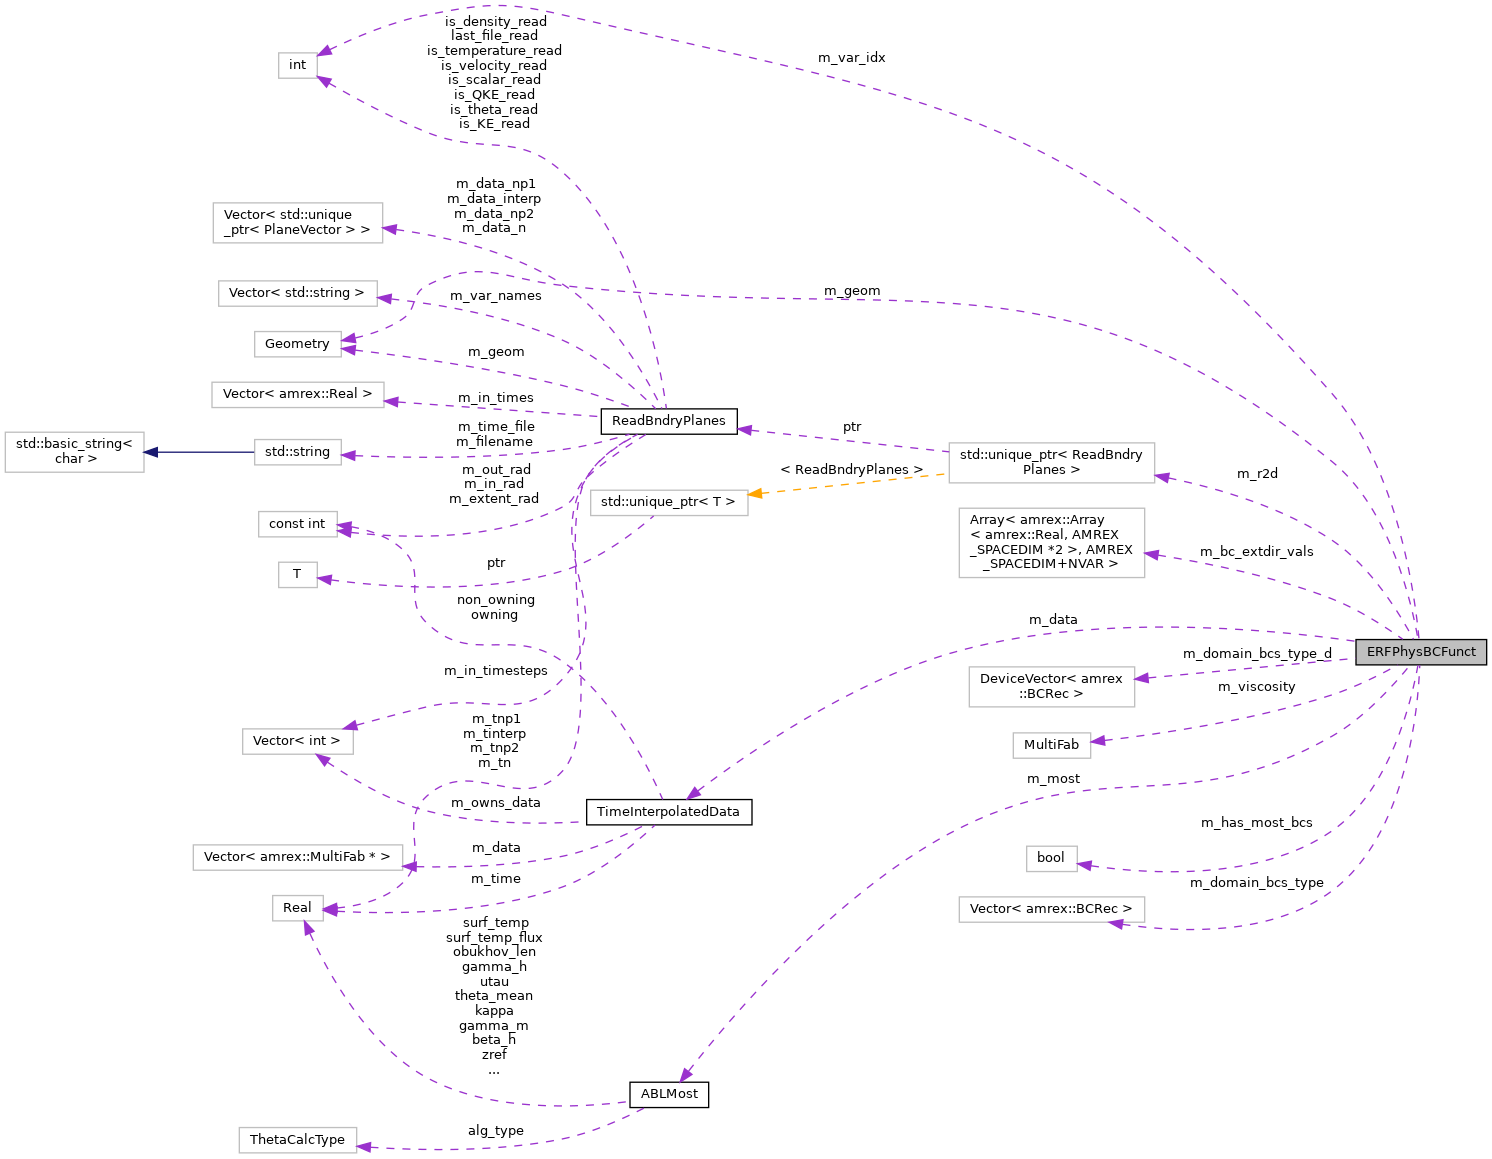 is_density_read
last_file_read
is_temperature_read
is_velocity_read
is_scalar_read
is_QKE_read
is_theta_read
is_KE_read
int
m_var_idx
m_data_np1
m_data_interp
m_data_np2
m_data_n
Vector< std::unique
_ptr< PlaneVector > >
Vector< std::string >
m_var_names
m_geom
Geometry
m_geom
Vector< amrex::Real >
m_in_times
ReadBndryPlanes
std::basic_string<
char >
std::string
m_time_file
m_filename
ptr
std::unique_ptr< ReadBndry
Planes >
< ReadBndryPlanes >
m_r2d
m_out_rad
m_in_rad
m_extent_rad
std::unique_ptr< T >
const int
Array< amrex::Array
< amrex::Real, AMREX
_SPACEDIM *2 >, AMREX
_SPACEDIM+NVAR >
m_bc_extdir_vals
T
ptr
non_owning
owning
m_data
ERFPhysBCFunct
m_domain_bcs_type_d
DeviceVector< amrex
::BCRec >
m_in_timesteps
m_viscosity
m_tnp1
m_tinterp
m_tnp2
m_tn
Vector< int >
MultiFab
m_most
m_owns_data
TimeInterpolatedData
m_has_most_bcs
m_data
Vector< amrex::MultiFab * >
bool
m_time
m_domain_bcs_type
Real
Vector< amrex::BCRec >
surf_temp
surf_temp_flux
obukhov_len
gamma_h
utau
theta_mean
kappa
gamma_m
beta_h
zref
...
ABLMost
alg_type
ThetaCalcType